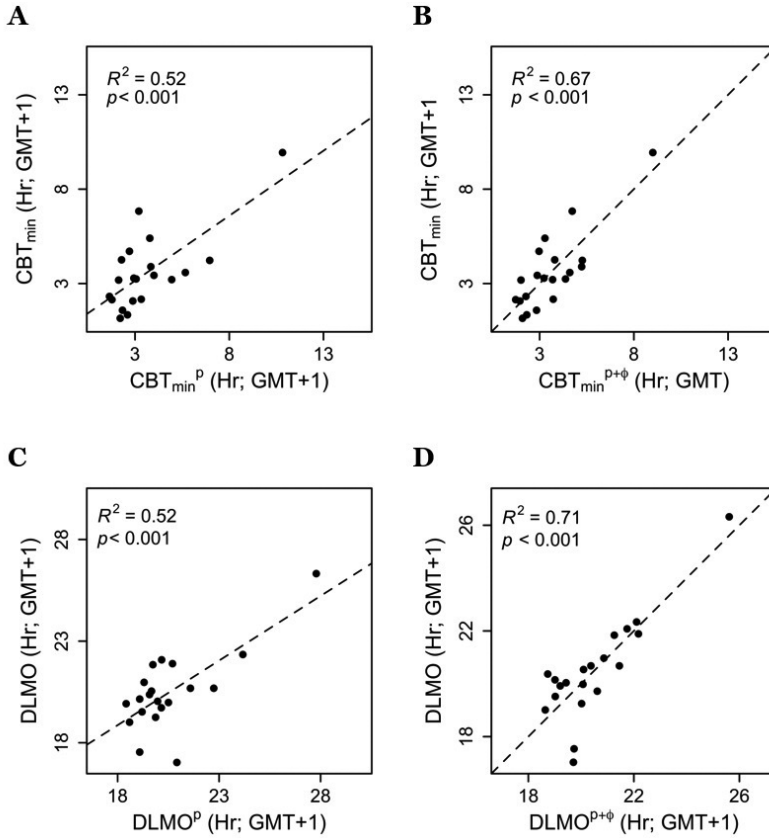 A
R² = 0.52
p < 0.001
13
8
3
CBTmin (Hr; GMT+1)
3 8 13
CBTminᵖ (Hr; GMT+1)
B
R² = 0.67
p < 0.001
13
8
3
CBTmin (Hr; GMT+1
3 8 13
CBTminᵖ⁺ᶲ (Hr; GMT)
C
R² = 0.52
p < 0.001
28
23
18
DLMO (Hr; GMT+1)
18 23 28
DLMOᵖ (Hr; GMT+1)
D
R² = 0.71
p < 0.001
26
22
18
DLMO (Hr; GMT+1)
18 22 26
DLMOᵖ⁺ᶲ (Hr; GMT+1)